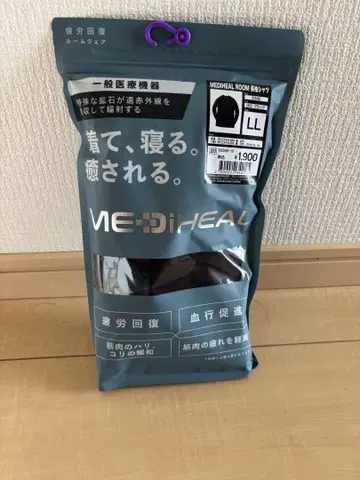 疲労回復
ルームウェア
一般医療機器
特殊な鉱石が遠赤外線を
吸収して輻射する
着て、寝る。
癒される。
MEDiHEAL
MEDIHEAL ROOM 長袖シャツ
LL
¥1,900
疲労回復
血行促進
筋肉のハリ、
コリの緩和
筋肉の疲れを軽減